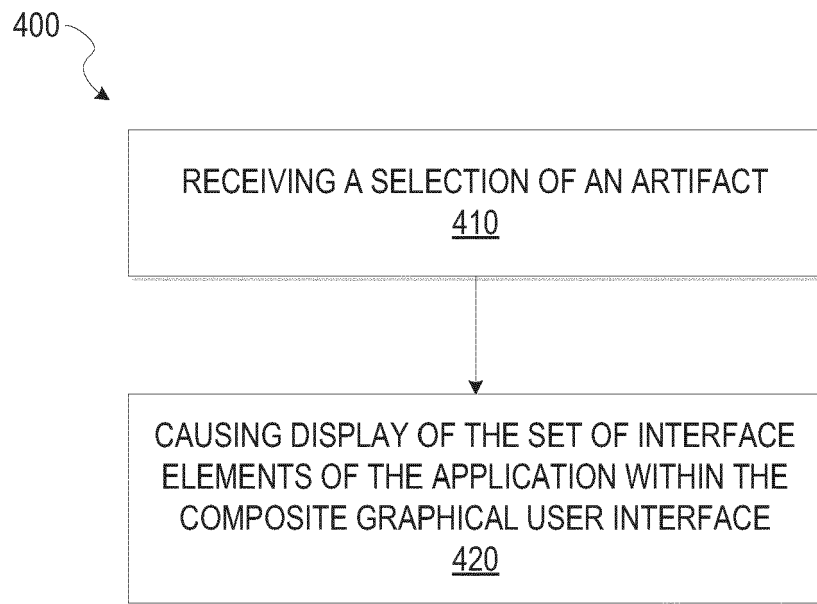 400
RECEIVING A SELECTION OF AN ARTIFACT
410
CAUSING DISPLAY OF THE SET OF INTERFACE
ELEMENTS OF THE APPLICATION WITHIN THE
COMPOSITE GRAPHICAL USER INTERFACE
420